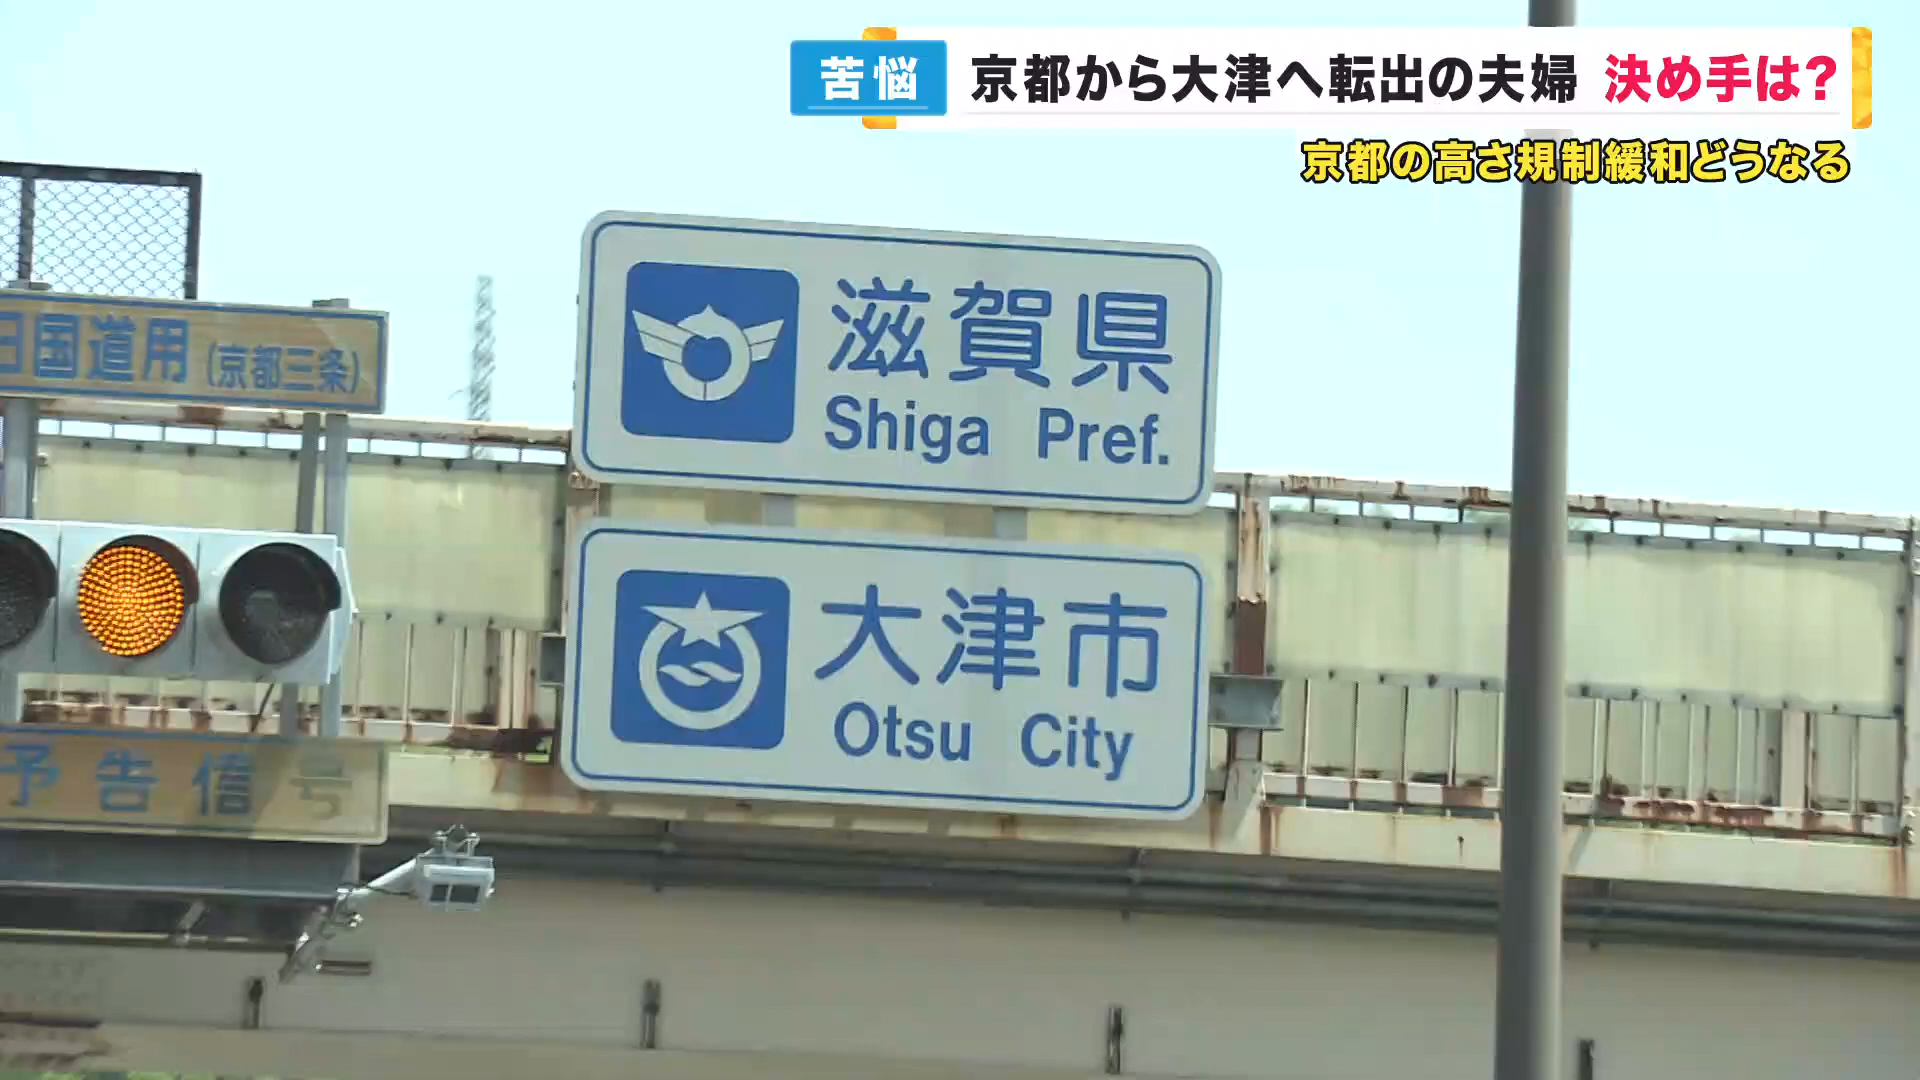 苦悩 京都から大津へ転出の夫婦 決め手は?
京都の高さ規制緩和どうなる
旧国道用(京都三条)
滋賀県
Shiga Pref.
大津市
Otsu City
予告信号